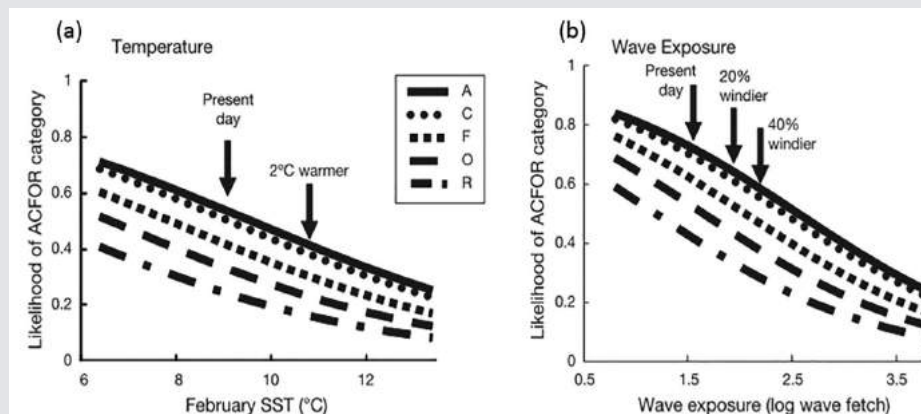 (a)
Temperature
Likelihood of ACFOR category
1
0.8
0.6
0.4
0.2
0
Present
day
2°C warmer
A
C
F
O
R
6
8
10
12
February SST (°C)
(b)
Wave Exposure
Likelihood of ACFOR category
1
0.8
0.6
0.4
0.2
0
Present
day
20%
windier
40%
windier
0.5
1.5
2.5
3.5
Wave exposure (log wave fetch)